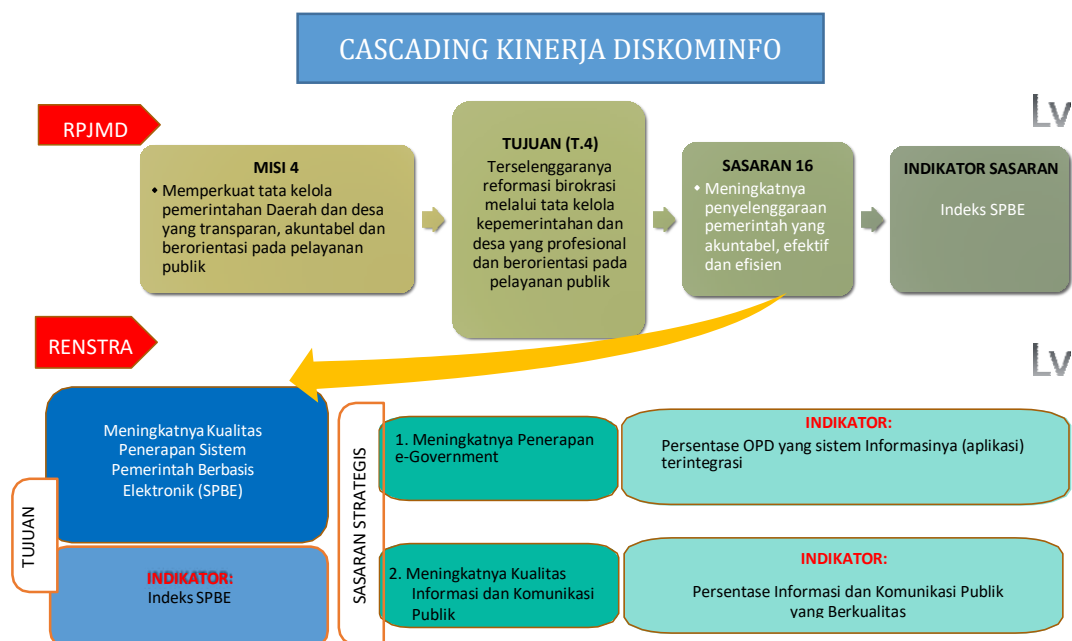 CASCADING KINERJA DISKOMINFO
RPJMD
Lv
MISI 4
• Memperkuat tata kelola
pemerintahan Daerah dan desa
yang transparan, akuntabel dan
berorientasi pada pelayanan
publik
TUJUAN (T.4)
Terselenggaranya
reformasi birokrasi
melalui tata kelola
kepemerintahan dan
desa yang profesional
dan berorientasi pada
pelayanan publik
SASARAN 16
• Meningkatnya
penyelenggaraan
pemerintah yang
akuntabel, efektif
dan efisien
INDIKATOR SASARAN
Indeks SPBE
RENSTRA
Lv
TUJUAN
Meningkatnya Kualitas
Penerapan Sistem
Pemerintah Berbasis
Elektronik (SPBE)
INDIKATOR:
Indeks SPBE
SASARAN STRATEGIS
1. Meningkatnya Penerapan
e-Government
INDIKATOR:
Persentase OPD yang sistem Informasinya (aplikasi)
terintegrasi
2. Meningkatnya Kualitas
Informasi dan Komunikasi
Publik
INDIKATOR:
Persentase Informasi dan Komunikasi Publik
yang Berkualitas